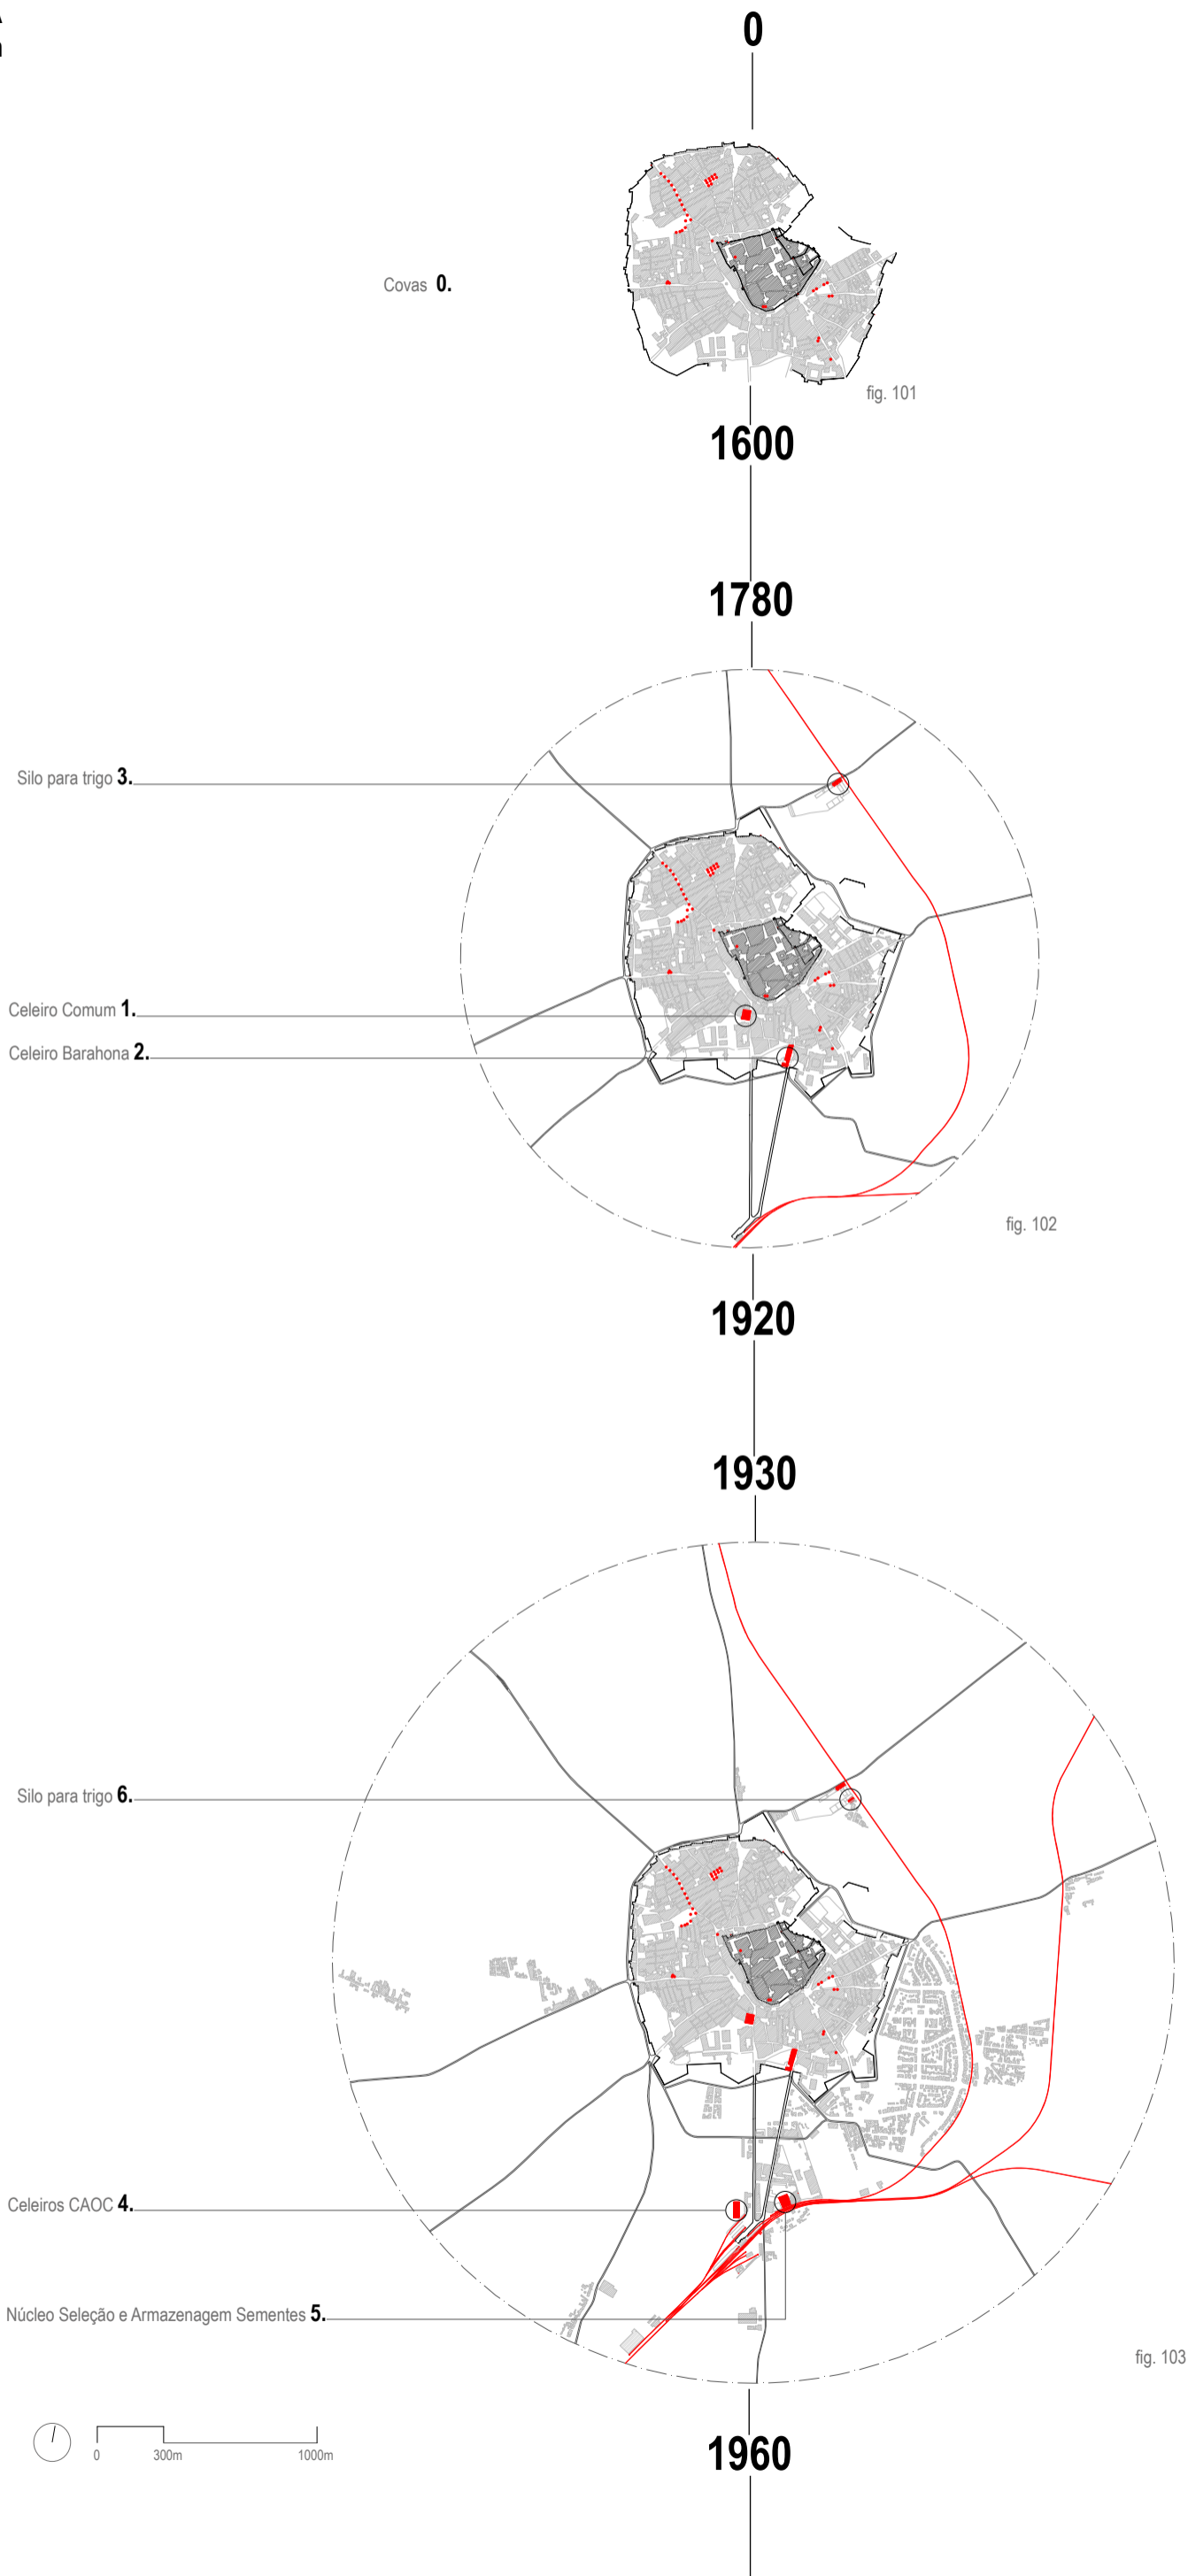 0
Covas 0.
fig. 101
1600
1780
Silo para trigo 3.
Celeiro Comum 1.
Celeiro Barahona 2.
fig. 102
1920
1930
Silo para trigo 6.
Celeiros CAOC 4.
Núcleo Seleção e Armazenagem Sementes 5.
fig. 103
0 300m 1000m
1960